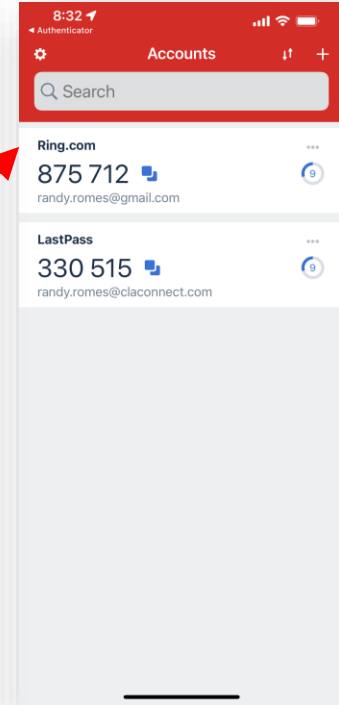 8:32
◀ Authenticator
Accounts
Search
Ring.com
875 712
9
randy.romes@gmail.com
LastPass
330 515
9
randy.romes@claconnect.com